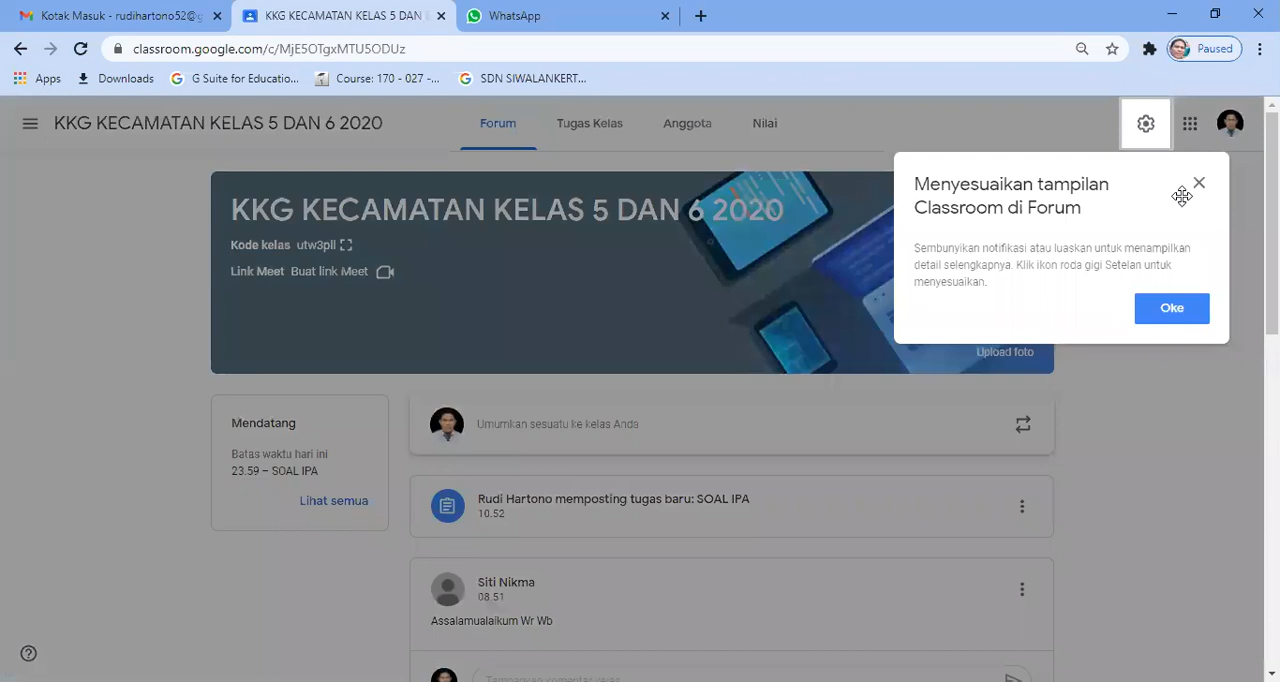 Kotak Masuk - rudihartono52@g
KKG KECAMATAN KELAS 5 DAN 6
WhatsApp
classroom.google.com/c/MjE5OTgxMTU5ODUz
Paused
Apps
Downloads
G Suite for Educatio...
Course: 170 - 027 -...
SDN SIWALANKERT...
KKG KECAMATAN KELAS 5 DAN 6 2020
Forum
Tugas Kelas
Anggota
Nilai
KKG KECAMATAN KELAS 5 DAN 6 2020
Kode kelas utw3pli
Link Meet Buat link Meet
Menyesuaikan tampilan
Classroom di Forum
Sembunyikan notifikasi atau luaskan untuk menampilkan
detail selengkapnya. Klik ikon roda gigi Setelan untuk
menyesuaikan.
Oke
Upload foto
Mendatang
Batas waktu hari ini
23.59 – SOAL IPA
Lihat semua
Umumkan sesuatu ke kelas Anda
Rudi Hartono memposting tugas baru: SOAL IPA
10.52
Siti Nikma
08.51
Assalamualaikum Wr Wb
Tambahkan komentar kelas